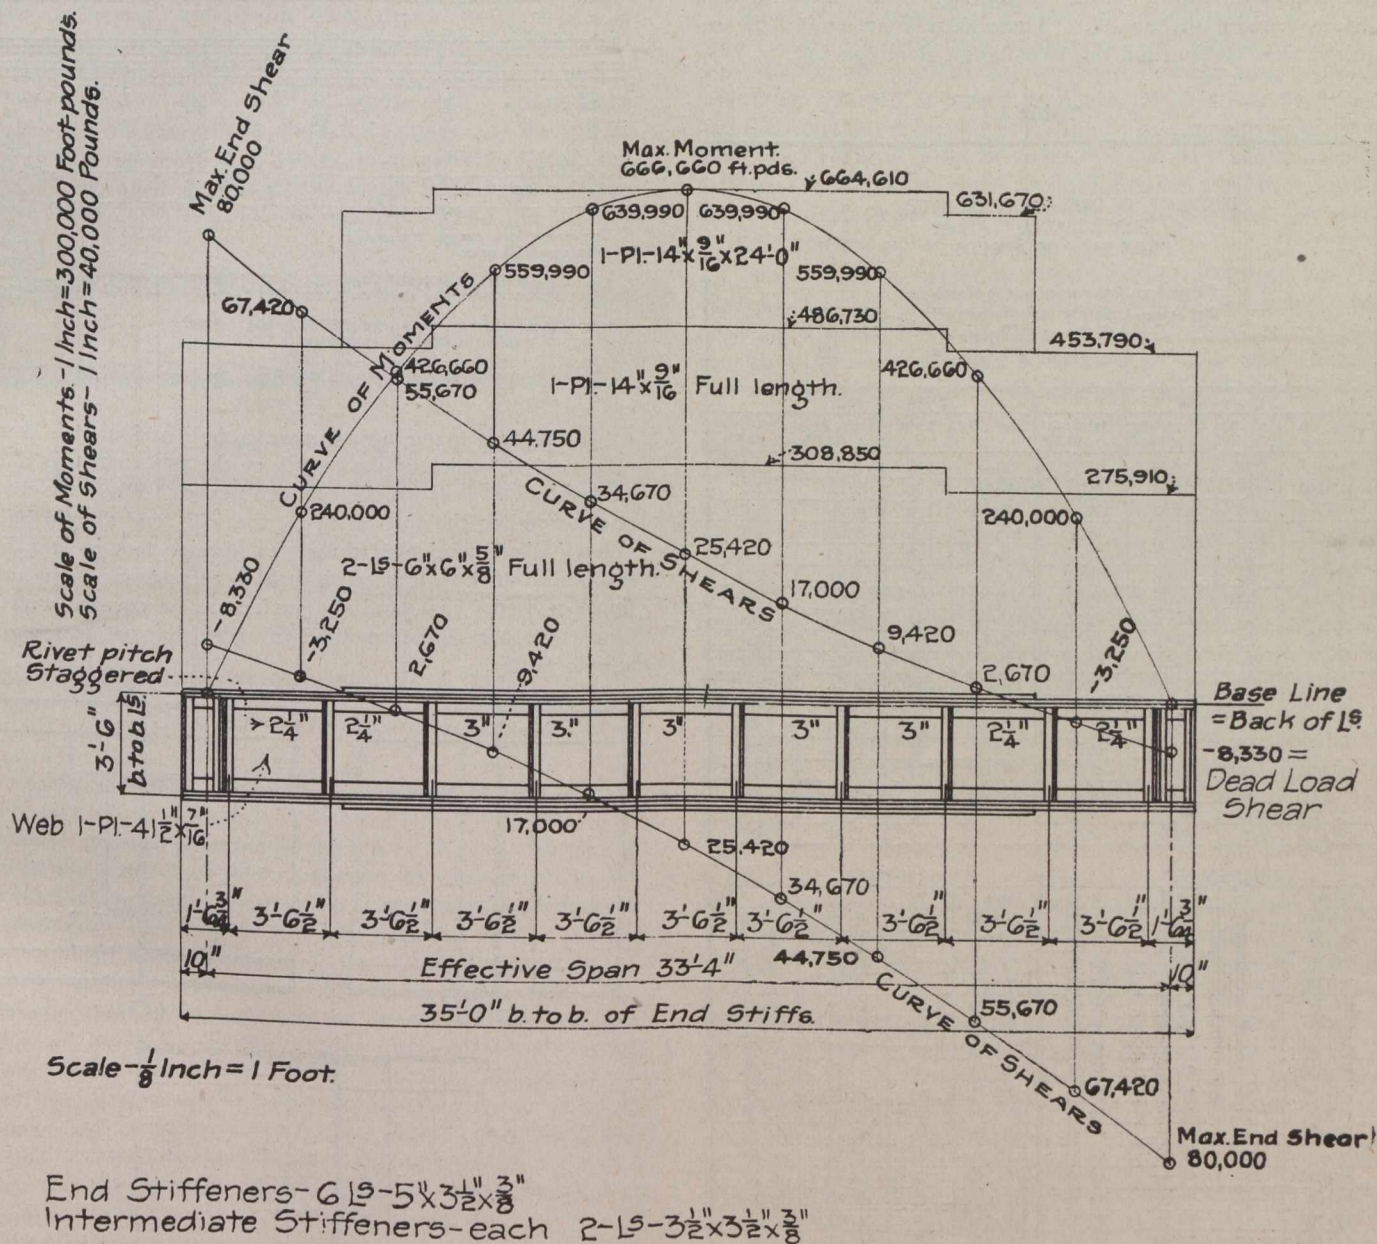 Scale of Moments.-1 Inch=300,000 Foot-pounds.
Scale of Shears- 1 Inch=40,000 Pounds.
Max. End Shear
80,000
Max. Moment.
666,660 ft.pds.
664,610
631,670
639,990
639,990
1-Pl.-14"x9/16"x24'-0"
559,990
559,990
67,420
486,730
453,790
CURVE OF MOMENTS
426,660
55,670
1-Pl.-14"x9/16" Full length.
426,660
44,750
308,850
275,910
240,000
34,670
CURVE OF SHEARS
240,000
2-Ls-6"x6"x5/8" Full length.
25,420
17,000
-8,330
-3,250
2,670
-9,420
9,420
2,670
-3,250
Rivet pitch
Staggered
3'-6"
b.tob.Ls.
2 1/4" 2 1/4" 3" 3" 3" 3" 3" 2 1/4" 2 1/4"
Base Line
=Back of Ls.
-8,330=
Dead Load
Shear
Web 1-Pl.-41 1/2"x7/16"
17,000
25,420
34,670
1'-6 3/4" 3'-6 1/2" 3'-6 1/2" 3'-6 1/2" 3'-6 1/2" 3'-6 1/2" 3'-6 1/2" 3'-6 1/2" 3'-6 1/2" 3'-6 1/2" 1'-6 3/4"
10" Effective Span 33'-4" 44,750 10"
35'-0" b.to b. of End Stiffs.
CURVE OF SHEARS
55,670
67,420
Scale-1/8 Inch=1 Foot.
Max. End Shear
80,000
End Stiffeners-6 Ls-5"x3 1/2"x3/8"
Intermediate Stiffeners-each 2-Ls-3 1/2"x3 1/2"x3/8"